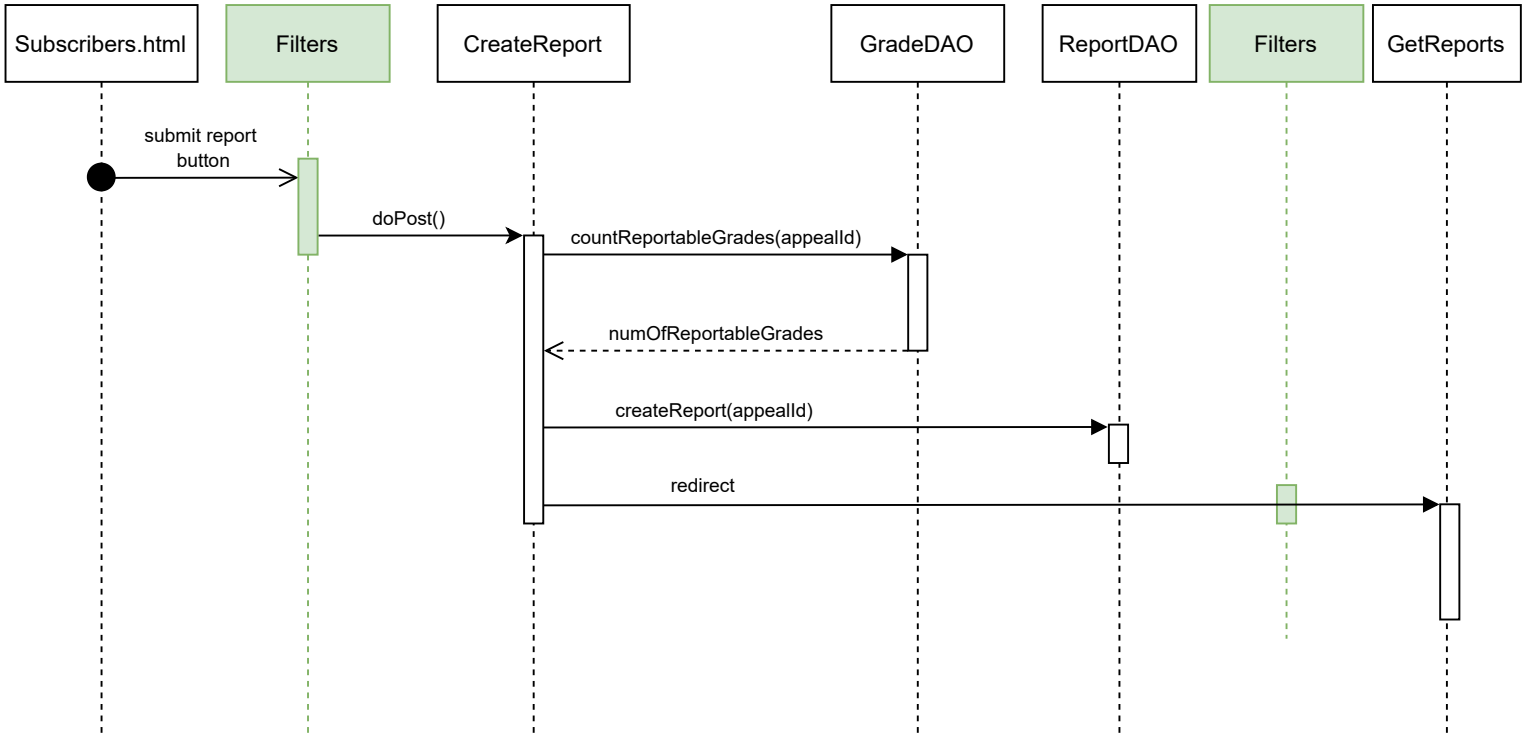 Subscribers.html
Filters
CreateReport
GradeDAO
ReportDAO
Filters
GetReports
submit report
button
doPost()
countReportableGrades(appealId)
numOfReportableGrades
createReport(appealId)
redirect